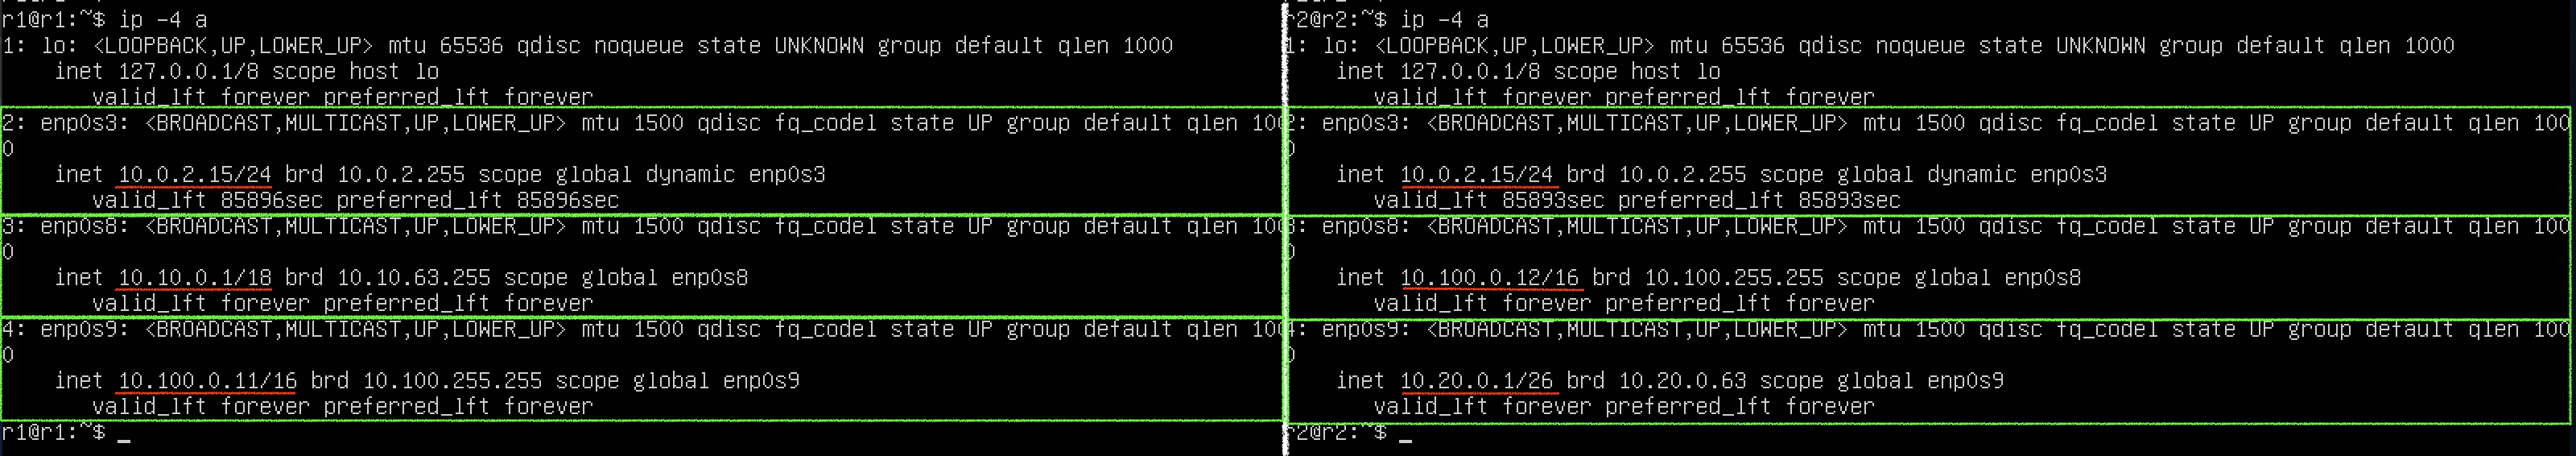 r1@r1:~$ ip -4 a
1: lo: <LOOPBACK,UP,LOWER_UP> mtu 65536 qdisc noqueue state UNKNOWN group default qlen 1000
    inet 127.0.0.1/8 scope host lo
       valid_lft forever preferred_lft forever
2: enp0s3: <BROADCAST,MULTICAST,UP,LOWER_UP> mtu 1500 qdisc fq_codel state UP group default qlen 100
0
    inet 10.0.2.15/24 brd 10.0.2.255 scope global dynamic enp0s3
       valid_lft 85896sec preferred_lft 85896sec
3: enp0s8: <BROADCAST,MULTICAST,UP,LOWER_UP> mtu 1500 qdisc fq_codel state UP group default qlen 100
0
    inet 10.10.0.1/18 brd 10.10.63.255 scope global enp0s8
       valid_lft forever preferred_lft forever
4: enp0s9: <BROADCAST,MULTICAST,UP,LOWER_UP> mtu 1500 qdisc fq_codel state UP group default qlen 100
0
    inet 10.100.0.11/16 brd 10.100.255.255 scope global enp0s9
       valid_lft forever preferred_lft forever
r1@r1:~$ _
r2@r2:~$ ip -4 a
1: lo: <LOOPBACK,UP,LOWER_UP> mtu 65536 qdisc noqueue state UNKNOWN group default qlen 1000
    inet 127.0.0.1/8 scope host lo
       valid_lft forever preferred_lft forever
2: enp0s3: <BROADCAST,MULTICAST,UP,LOWER_UP> mtu 1500 qdisc fq_codel state UP group default qlen 100
0
    inet 10.0.2.15/24 brd 10.0.2.255 scope global dynamic enp0s3
       valid_lft 85893sec preferred_lft 85893sec
3: enp0s8: <BROADCAST,MULTICAST,UP,LOWER_UP> mtu 1500 qdisc fq_codel state UP group default qlen 100
0
    inet 10.100.0.12/16 brd 10.100.255.255 scope global enp0s8
       valid_lft forever preferred_lft forever
4: enp0s9: <BROADCAST,MULTICAST,UP,LOWER_UP> mtu 1500 qdisc fq_codel state UP group default qlen 100
0
    inet 10.20.0.1/26 brd 10.20.0.63 scope global enp0s9
       valid_lft forever preferred_lft forever
r2@r2:~$ _